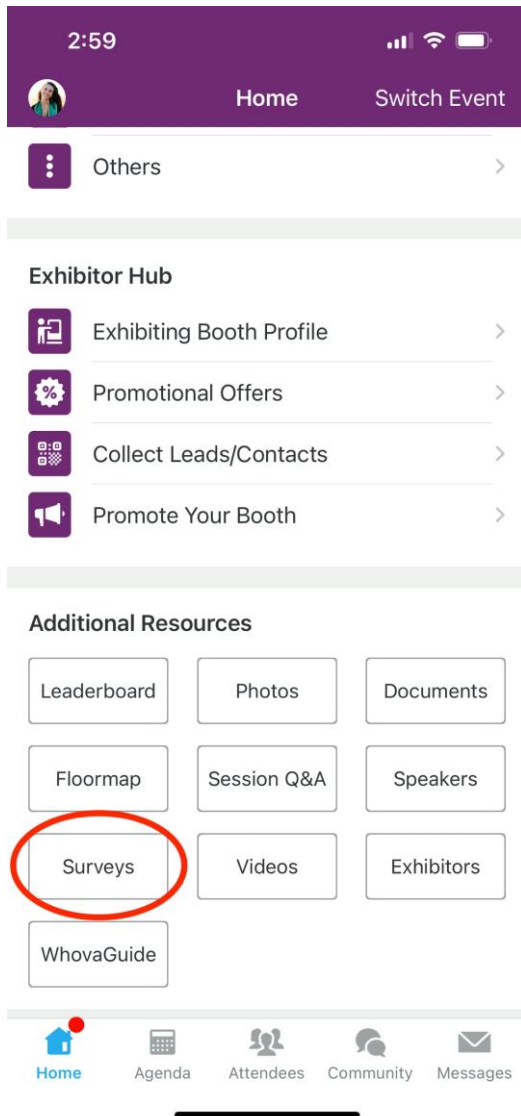 2:59
Home Switch Event
Others
Exhibitor Hub
Exhibiting Booth Profile
Promotional Offers
Collect Leads/Contacts
Promote Your Booth
Additional Resources
Leaderboard Photos Documents
Floormap Session Q&A Speakers
Surveys Videos Exhibitors
WhovaGuide
Home Agenda Attendees Community Messages